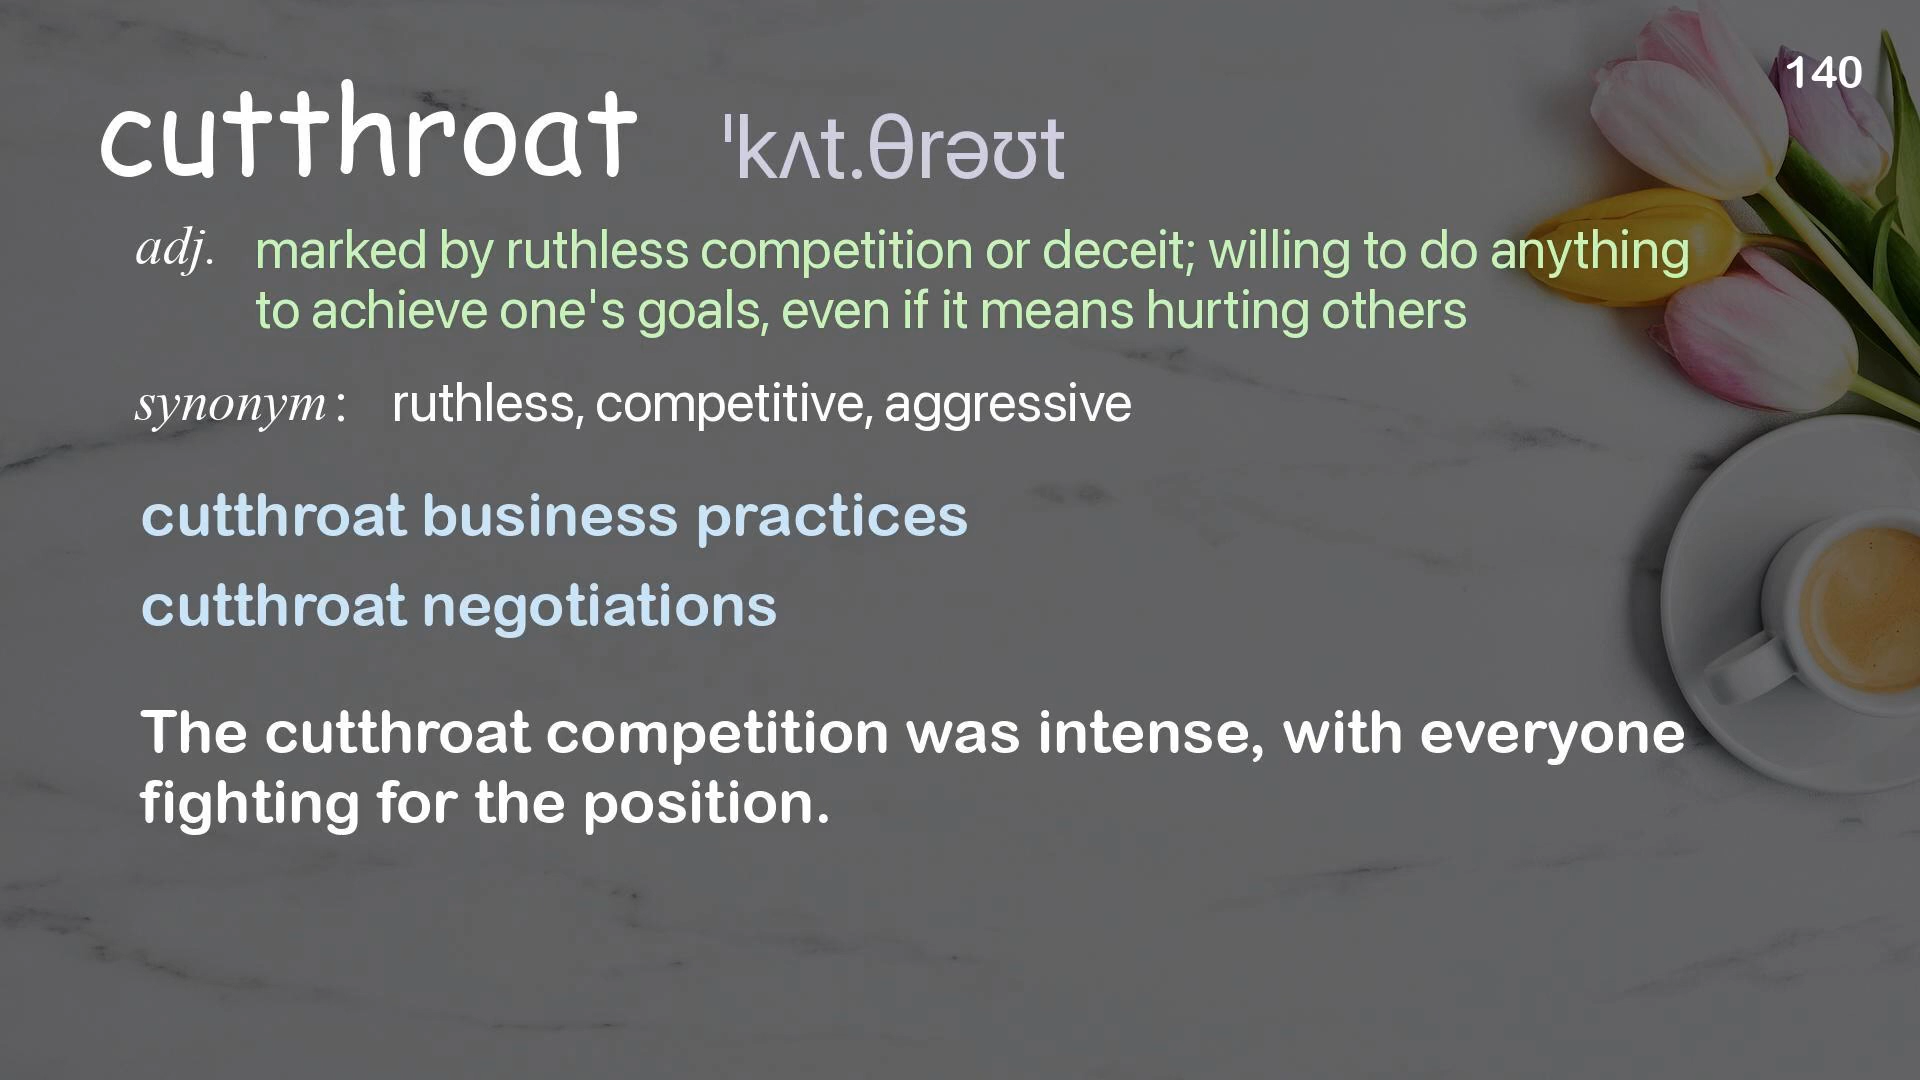 140
cutthroat ˈkʌt.θrəʊt
adj. marked by ruthless competition or deceit; willing to do anything
to achieve one's goals, even if it means hurting others
synonym: ruthless, competitive, aggressive
cutthroat business practices
cutthroat negotiations
The cutthroat competition was intense, with everyone
fighting for the position.